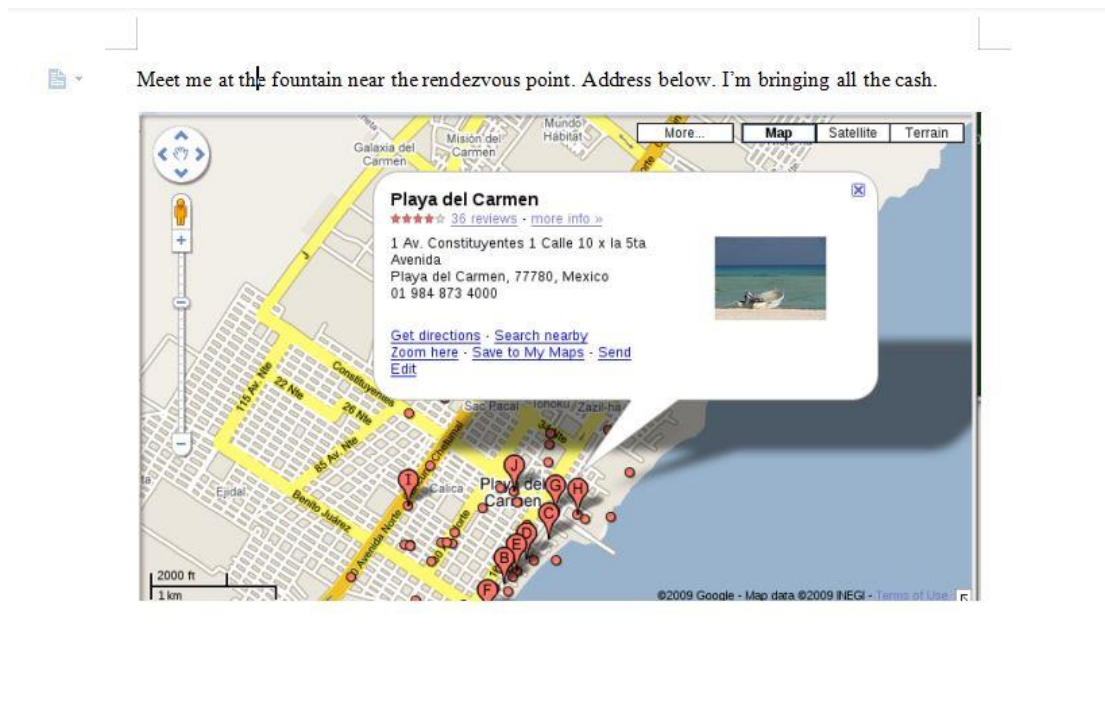 Meet me at the fountain near the rendezvous point. Address below. I'm bringing all the cash.
More...
Map
Satellite
Terrain
Mundo
Hábitat
Misión del
Carmen
Galaxia del
Carmen
Playa del Carmen
36 reviews - more info »
1 Av. Constituyentes 1 Calle 10 x la 5ta
Avenida
Playa del Carmen, 77780, Mexico
01 984 873 4000
Get directions - Search nearby
Zoom here - Save to My Maps - Send
Edit
Constituyentes
115 Av. Nte
22 Nte
26 Nte
85 Av. Nte
Sac Pacal
Tohoku
Zazil-ha
34 Nte
Ejidal
Calica
Playa del
Carmen
Benito Juárez
Avenida Norte
I
J
G
H
C
D
E
B
F
2000 ft
1 km
©2009 Google - Map data ©2009 INEGI - Terms of Use